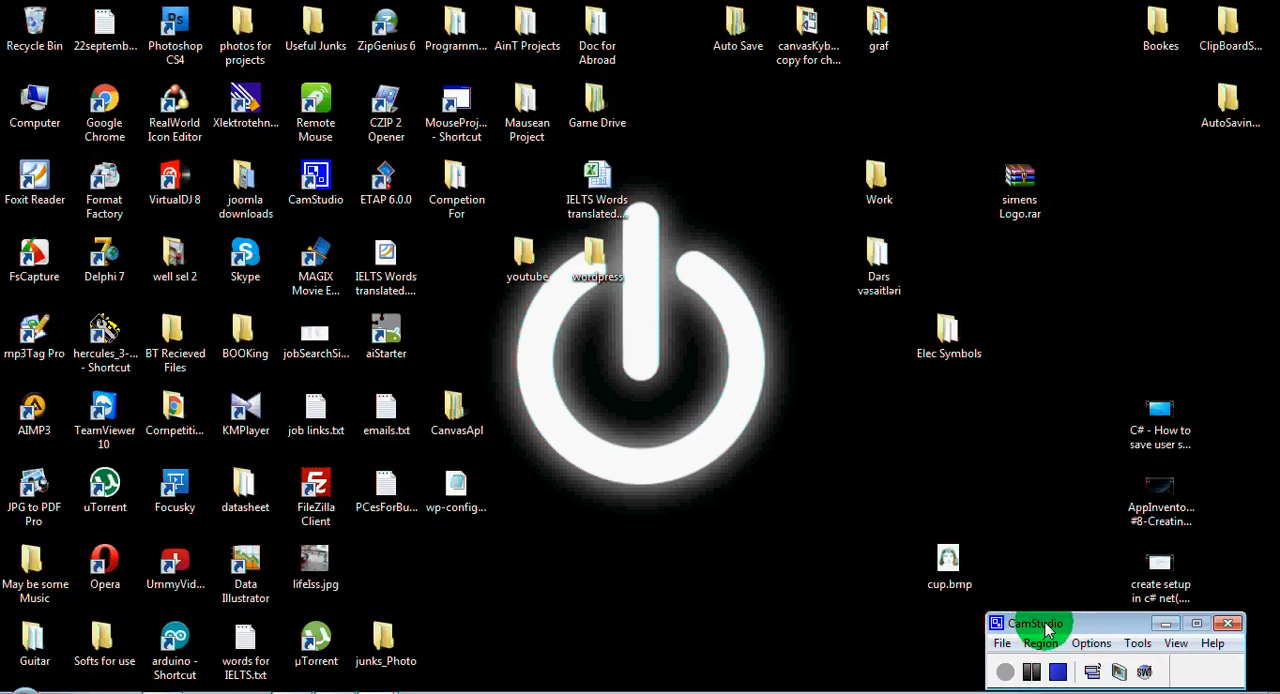 Recycle Bin
22septemb...
Photoshop
CS4
photos for
projects
Useful Junks
ZipGenius 6
Programm...
AinT Projects
Doc for
Abroad
Auto Save
canvasKyb...
copy for ch...
graf
Bookes
ClipBoardS...
Computer
Google
Chrome
RealWorld
Icon Editor
Xlektrotehn...
Remote
Mouse
CZIP 2
Opener
MouseProj...
- Shortcut
Mausean
Project
Game Drive
AutoSavin...
Foxit Reader
Format
Factory
VirtualDJ 8
joomla
downloads
CamStudio
ETAP 6.0.0
Competion
For
IELTS Words
translated....
Work
simens
Logo.rar
FsCapture
Delphi 7
well sel 2
Skype
MAGIX
Movie E...
IELTS Words
translated....
youtube
wordpress
Dərs
vəsaitləri
mp3Tag Pro
hercules_3-...
- Shortcut
BT Recieved
Files
BOOKing
jobSearchSi...
aiStarter
Elec Symbols
AIMP3
TeamViewer
10
Competiti...
KMPlayer
job links.txt
emails.txt
CanvasApl
C# - How to
save user s...
JPG to PDF
Pro
uTorrent
Focusky
datasheet
FileZilla
Client
PCesForBu...
wp-config...
AppInvento...
#8-Creatin...
May be some
Music
Opera
UmmyVid...
Data
Illustrator
lifeIss.jpg
cup.bmp
create setup
in c# net(....
Guitar
Softs for use
arduino -
Shortcut
words for
IELTS.txt
µTorrent
junks_Photo
CamStudio
File Region Options Tools View Help